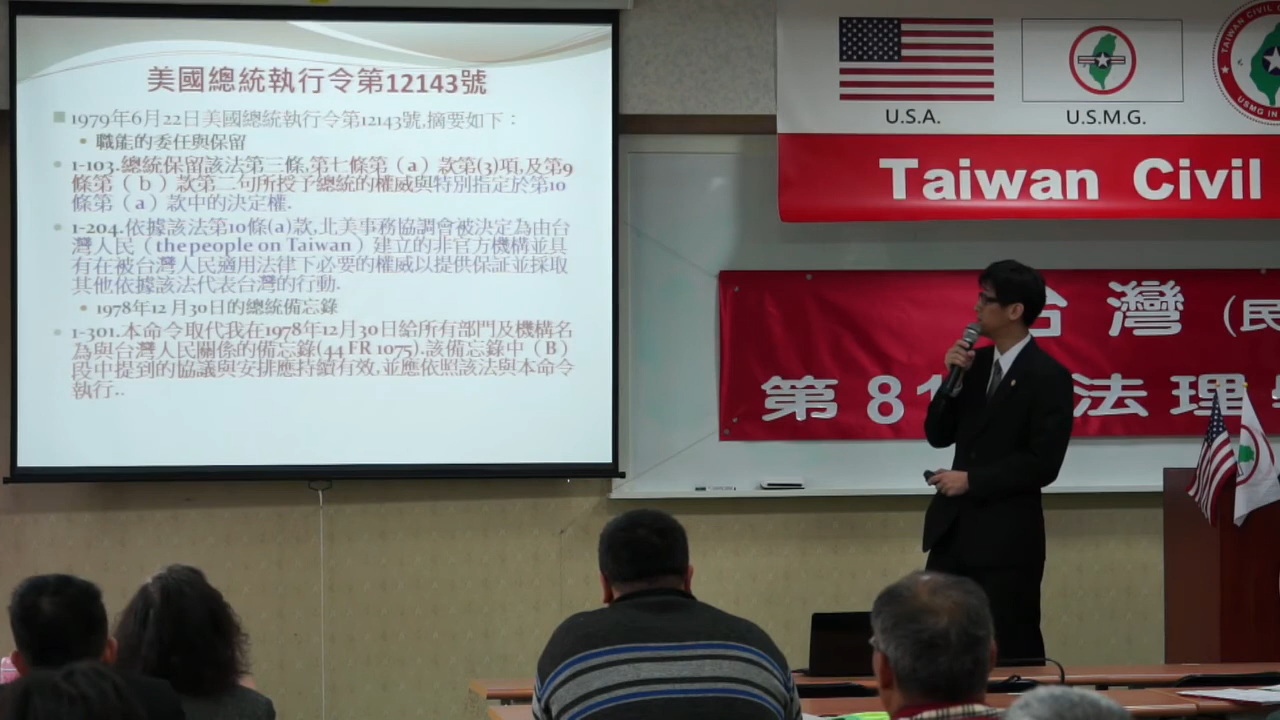 美國總統執行令第12143號
1979年6月22日美國總統執行令第12143號,摘要如下：
職能的委任與保留
1-103.總統保留該法第三條,第七條第（a）款第(3)項,及第9
條第（b）款第二句所授予總統的權威與特別指定於第10
條第（a）款中的決定權.
1-204.依據該法第10條(a)款,北美事務協調會被決定為由台
灣人民（the people on Taiwan）建立的非官方機構並具
有在被台灣人民適用法律下必要的權威以提供保証並採取
其他依據該法代表台灣的行動.
1978年12月30日的總統備忘錄
1-301.本命令取代我在1978年12月30日給所有部門及機構名
為與台灣人民關係的備忘錄(44 FR 1075).該備忘錄中（B）
段中提到的協議與安排應持續有效,並應依照該法與本命令
執行..
U.S.A.
U.S.M.G.
TAIWAN CIVIL
USMG IN
Taiwan Civil
台灣（民
第81
法理學